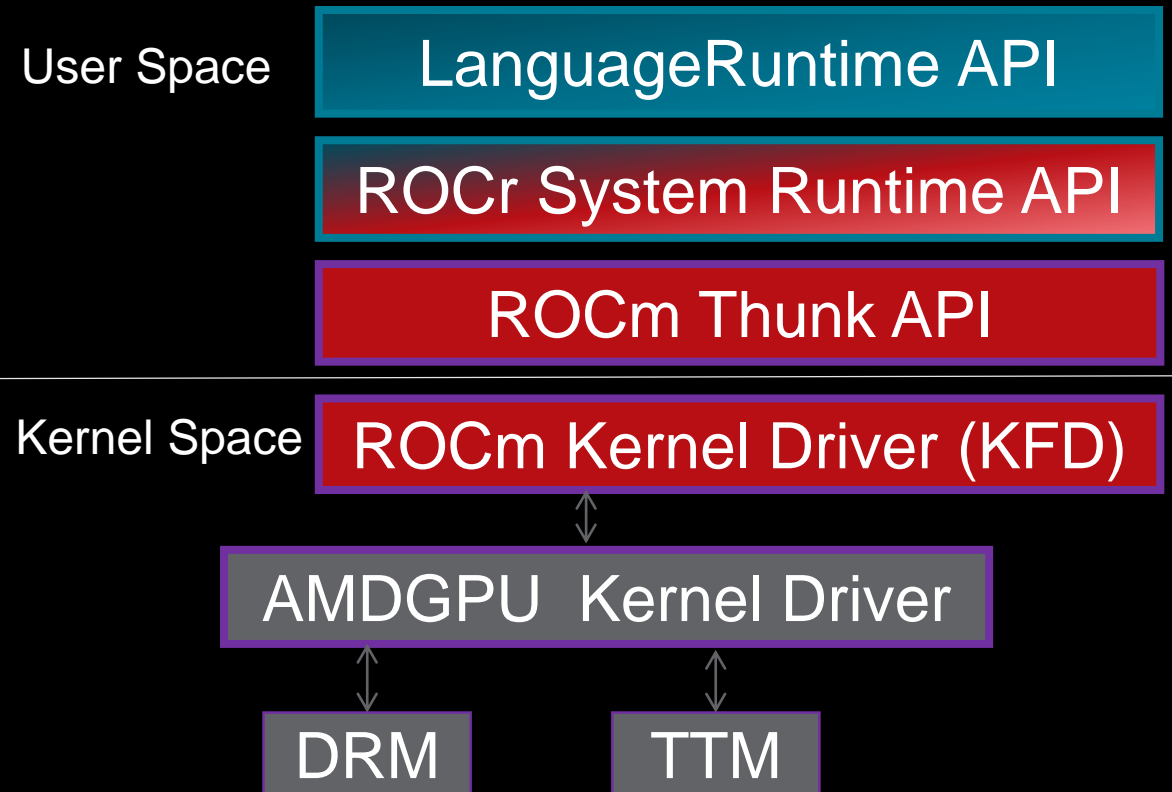 User Space
LanguageRuntime API
ROCr System Runtime API
ROCm Thunk API
Kernel Space
ROCm Kernel Driver (KFD)
AMDGPU Kernel Driver
DRM
TTM